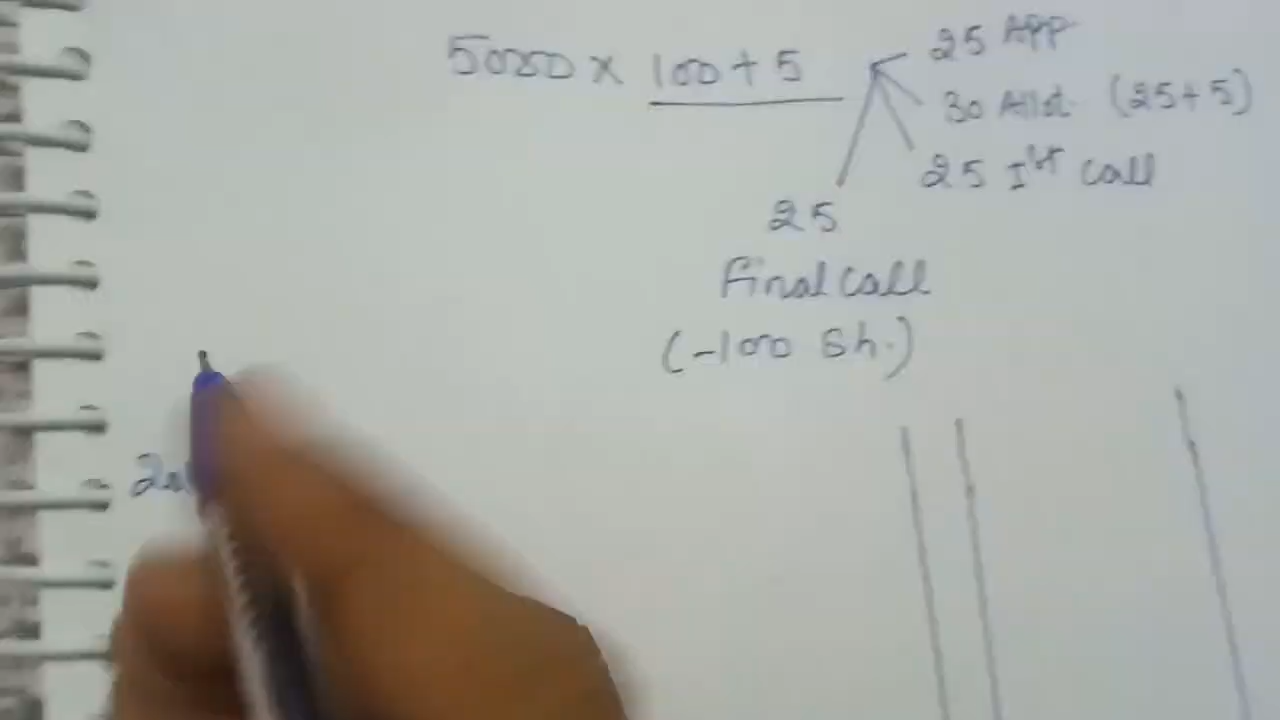 5000 × 100 + 5
25 APP
30 Allot. (25+5)
25 Ist call
25
Final call
(-100 Sh.)